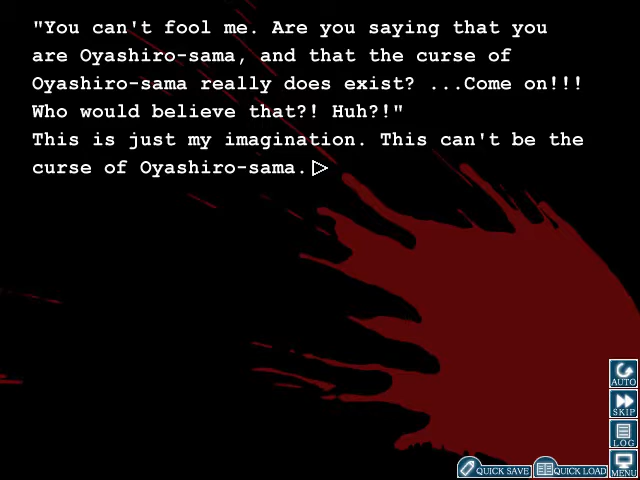 "You can't fool me. Are you saying that you
are Oyashiro-sama, and that the curse of
Oyashiro-sama really does exist? ...Come on!!!
Who would believe that?! Huh?!"
This is just my imagination. This can't be the
curse of Oyashiro-sama.
AUTO
SKIP
LOG
MENU
QUICK SAVE
QUICK LOAD